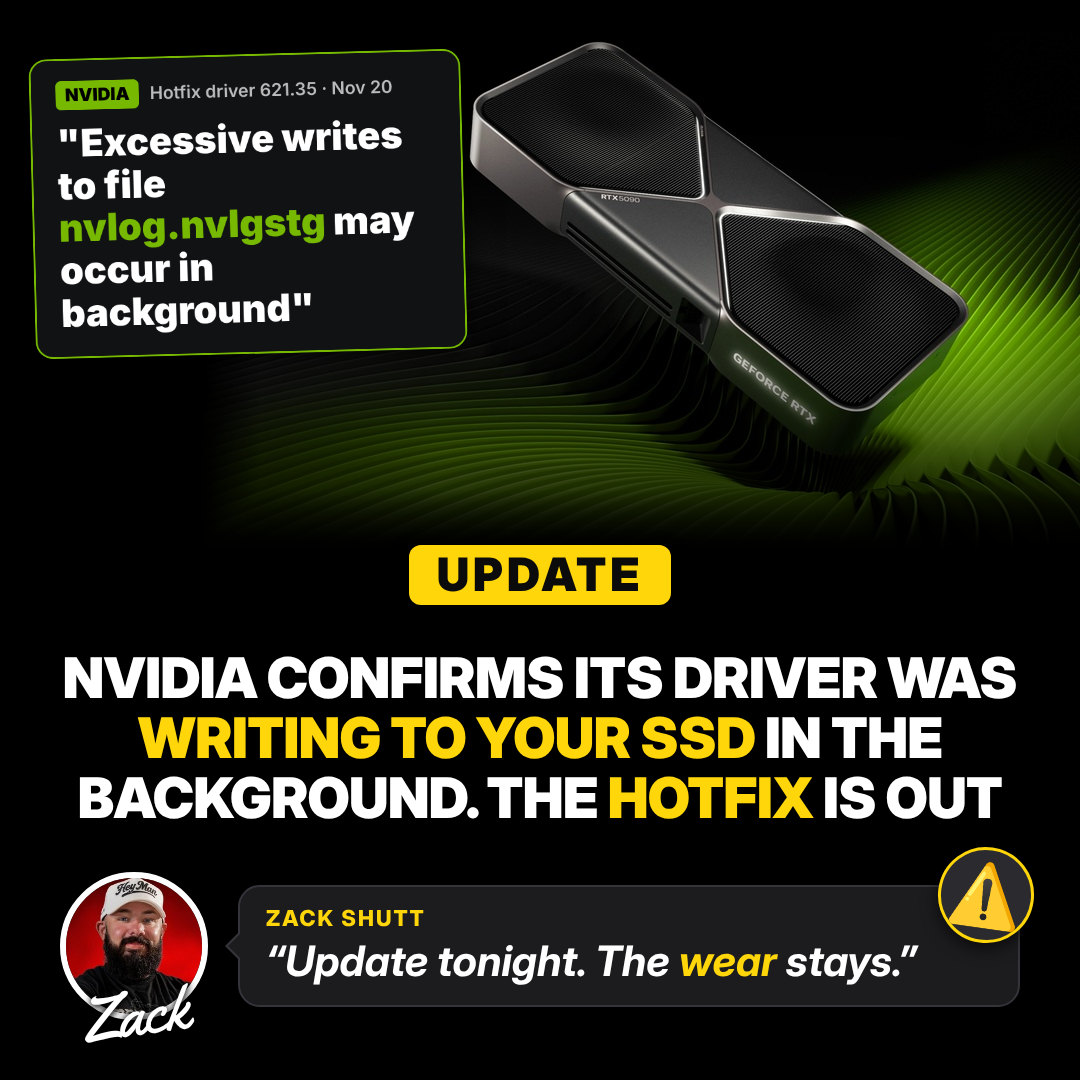 NVIDIA Hotfix driver 621.35 · Nov 20
"Excessive writes
to file
nvlog.nvlgstg may
occur in
background"
RTX 5090
GEFORCE RTX
UPDATE
NVIDIA CONFIRMS ITS DRIVER WAS
WRITING TO YOUR SSD IN THE
BACKGROUND. THE HOTFIX IS OUT
Hey Man
ZACK SHUTT
“Update tonight. The wear stays.”
Zack